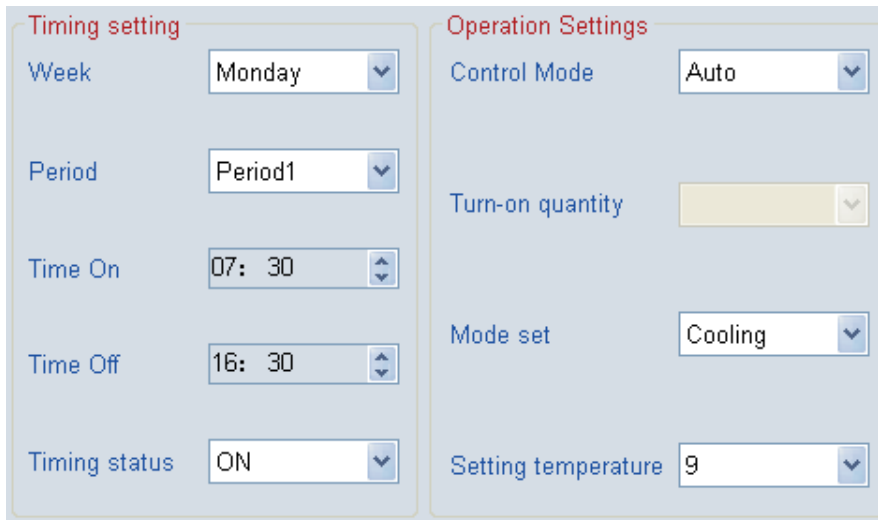 Timing setting
Week Monday
Period Period1
Time On 07: 30
Time Off 16: 30
Timing status ON
Operation Settings
Control Mode Auto
Turn-on quantity
Mode set Cooling
Setting temperature 9